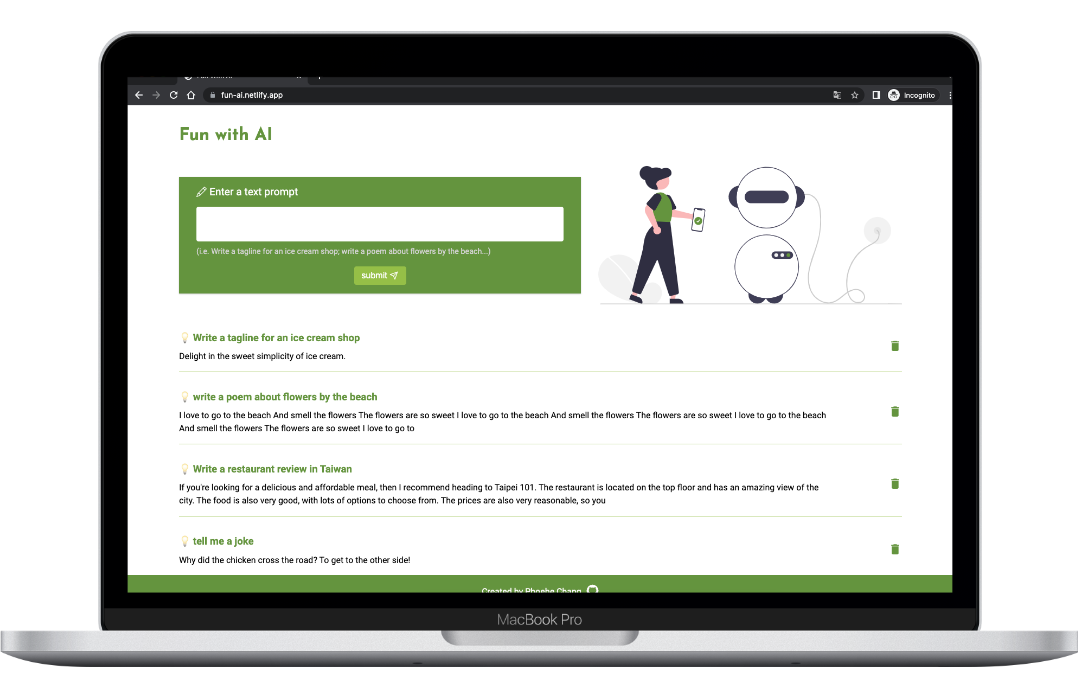 fun-ai.netlify.app
Incognito
Fun with AI
Enter a text prompt
(i.e. Write a tagline for an ice cream shop; write a poem about flowers by the beach...)
submit
Write a tagline for an ice cream shop
Delight in the sweet simplicity of ice cream.
write a poem about flowers by the beach
I love to go to the beach And smell the flowers The flowers are so sweet I love to go to the beach And smell the flowers The flowers are so sweet I love to go to the beach
And smell the flowers The flowers are so sweet I love to go to
Write a restaurant review in Taiwan
If you're looking for a delicious and affordable meal, then I recommend heading to Taipei 101. The restaurant is located on the top floor and has an amazing view of the
city. The food is also very good, with lots of options to choose from. The prices are also very reasonable, so you
tell me a joke
Why did the chicken cross the road? To get to the other side!
Created by Phoebe Chang
MacBook Pro